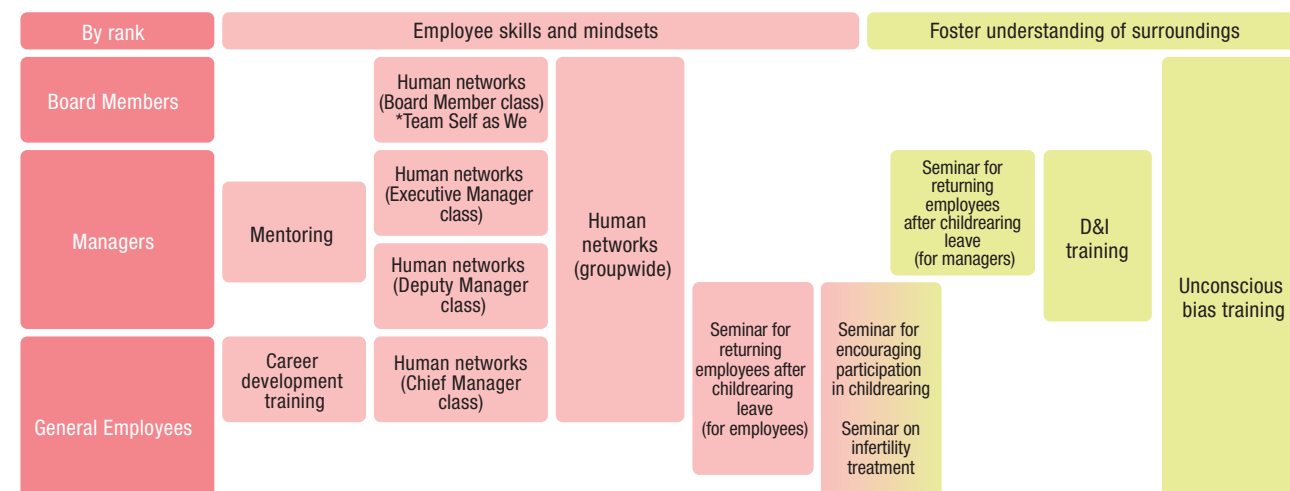 By rank
Employee skills and mindsets
Foster understanding of surroundings
Board Members
Human networks
(Board Member class)
*Team Self as We
Managers
Mentoring
Human networks
(Executive Manager
class)
Human networks
(Deputy Manager
class)
Human
networks
(groupwide)
Seminar for
returning
employees
after childrearing
leave
(for managers)
D&I
training
Unconscious
bias training
General Employees
Career
development
training
Human networks
(Chief Manager
class)
Seminar for
returning
employees after
childrearing
leave
(for employees)
Seminar for
encouraging
participation
in childrearing
Seminar on
infertility
treatment